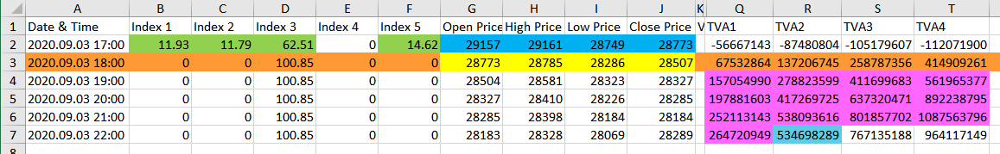 A B C D E F G H I J K Q R S T
1 Date & Time Index 1 Index 2 Index 3 Index 4 Index 5 Open Price High Price Low Price Close Price V TVA1 TVA2 TVA3 TVA4
2 2020.09.03 17:00 11.93 11.79 62.51 0 14.62 29157 29161 28749 28773 -56667143 -87480804 -105179607 -112071900
3 2020.09.03 18:00 0 0 100.85 0 0 28773 28785 28286 28507 67532864 137206745 258787356 414909261
4 2020.09.03 19:00 0 0 100.85 0 0 28504 28581 28323 28327 157054990 278823599 411699683 561965377
5 2020.09.03 20:00 0 0 100.85 0 0 28327 28410 28226 28285 197881603 417269725 637320471 892238795
6 2020.09.03 21:00 0 0 100.85 0 0 28285 28398 28184 28184 252113143 538093616 801857702 1087563796
7 2020.09.03 22:00 0 0 100.85 0 0 28183 28328 28069 28289 264720949 534698289 767135188 964117149